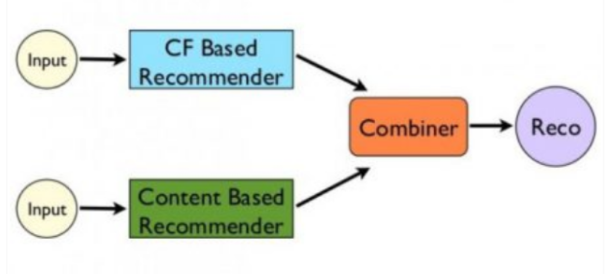 Input
CF Based
Recommender
Combiner
Reco
Input
Content Based
Recommender